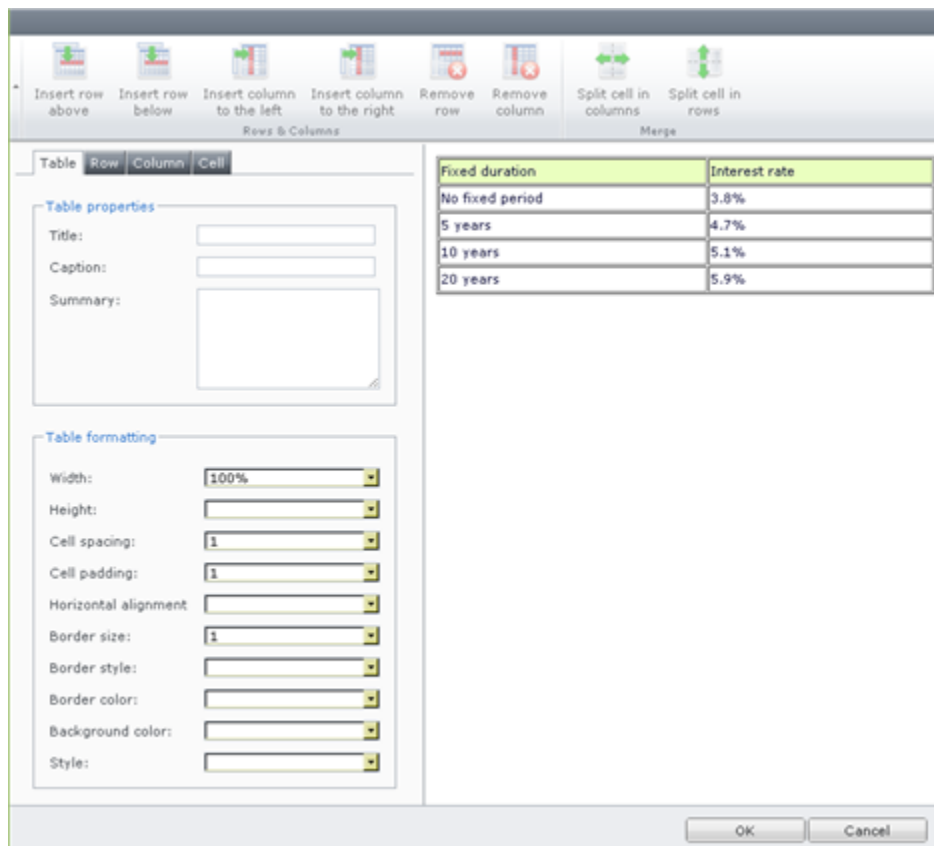 Insert row above
Insert row below
Insert column to the left
Insert column to the right
Remove row
Remove column
Split cell in columns
Split cell in rows
Rows & Columns
Merge
Table Row Column Cell
Table properties
Title:
Caption:
Summary:
Table formatting
Width: 100%
Height:
Cell spacing: 1
Cell padding: 1
Horizontal alignment
Border size: 1
Border style:
Border color:
Background color:
Style:
Fixed duration Interest rate
No fixed period 3.8%
5 years 4.7%
10 years 5.1%
20 years 5.9%
OK Cancel